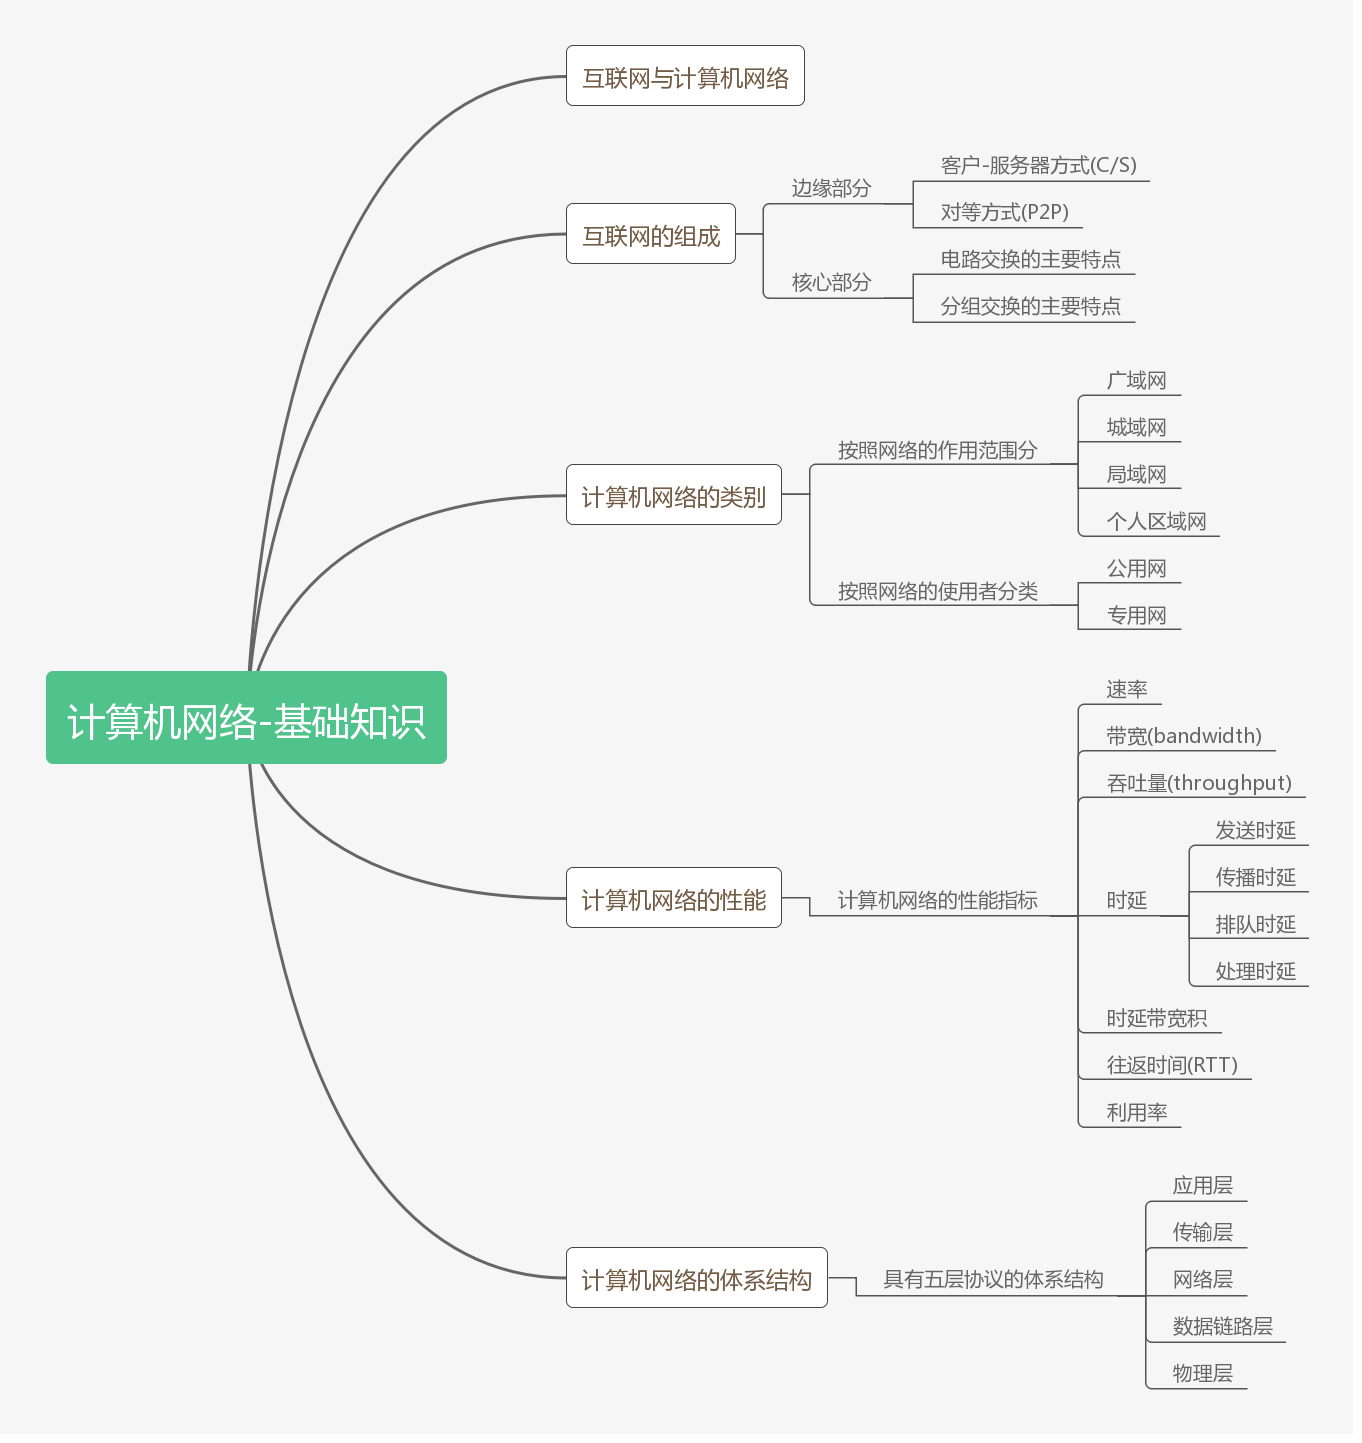 计算机网络-基础知识
互联网与计算机网络
互联网的组成
边缘部分
客户-服务器方式(C/S)
对等方式(P2P)
核心部分
电路交换的主要特点
分组交换的主要特点
计算机网络的类别
按照网络的作用范围分
广域网
城域网
局域网
个人区域网
按照网络的使用者分类
公用网
专用网
计算机网络的性能
计算机网络的性能指标
速率
带宽(bandwidth)
吞吐量(throughput)
时延
发送时延
传播时延
排队时延
处理时延
时延带宽积
往返时间(RTT)
利用率
计算机网络的体系结构
具有五层协议的体系结构
应用层
传输层
网络层
数据链路层
物理层